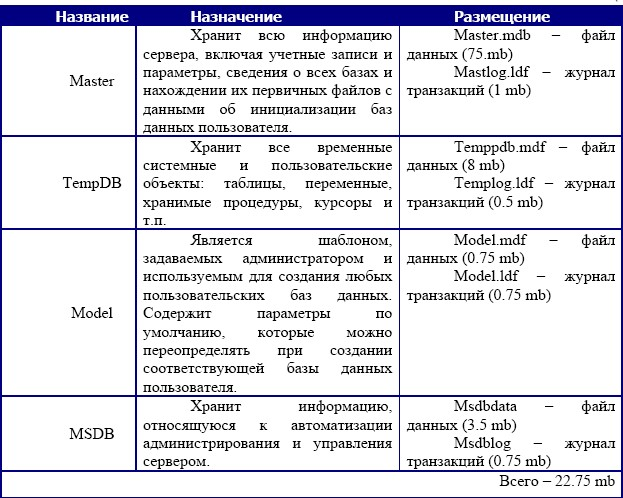 Название Назначение Размещение
Master
Хранит всю информацию
сервера, включая учетные записи и
параметры, сведения о всех базах и
нахождении их первичных файлов с
данными об инициализации баз
данных пользователя.
Master.mdb – файл
данных (75.mb)
Mastlog.ldf – журнал
транзакций (1 mb)
TempDB
Хранит все временные
системные и пользовательские
объекты: таблицы, переменные,
хранимые процедуры, курсоры и
т.п.
Temppdb.mdf – файл
данных (8 mb)
Templog.ldf – журнал
транзакций (0.5 mb)
Model
Является шаблоном,
задаваемых администратором и
используемым для создания любых
пользовательских баз данных.
Содержит параметры по
умолчанию, которые можно
переопределять при создании
соответствующей базы данных
пользователя.
Model.mdf – файл
данных (0.75 mb)
Model.ldf – журнал
транзакций (0.75 mb)
MSDB
Хранит информацию,
относящуюся к автоматизации
администрирования и управления
сервером.
Msdbdata – файл
данных (3.5 mb)
Msdblog – журнал
транзакций (0.75 mb)
Всего – 22.75 mb